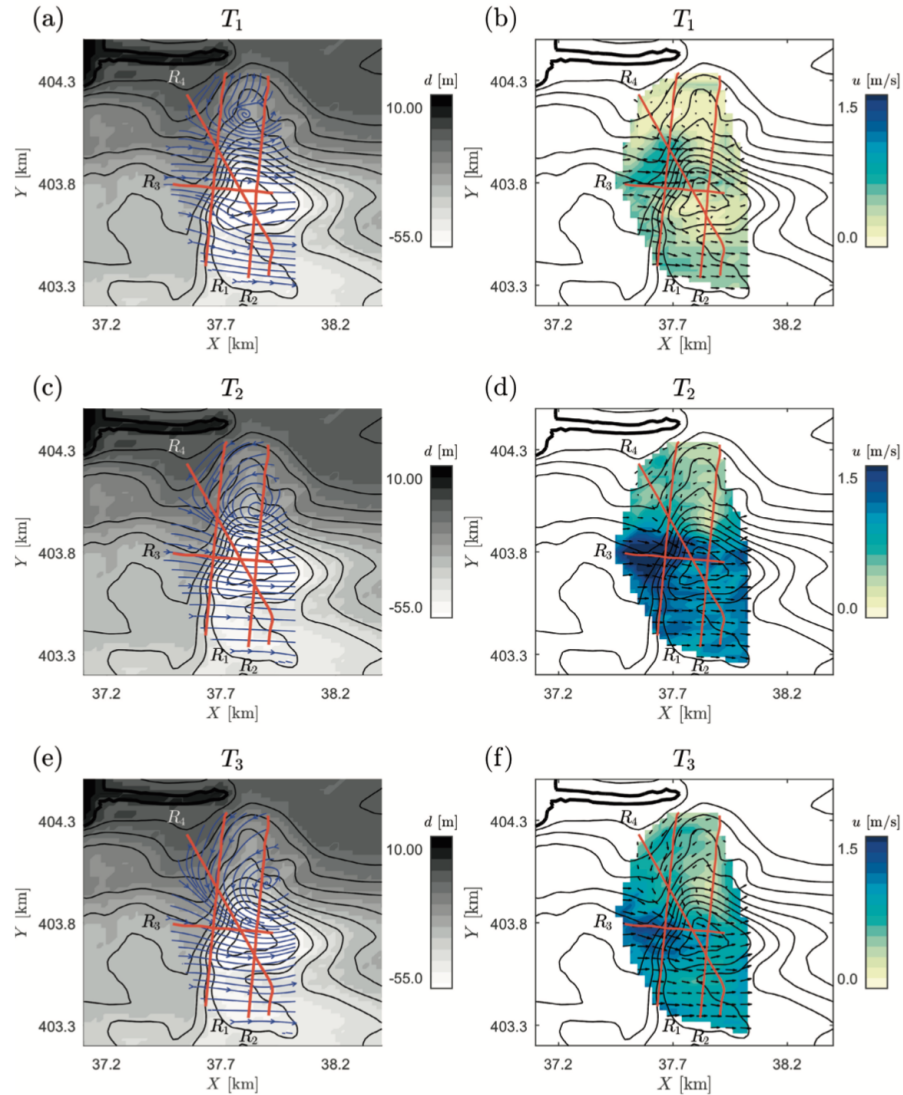 (a) T₁
(b) T₁
404.3
403.8
403.3
Y [km]
R₄
R₃
R₁
R₂
37.2 37.7 38.2
X [km]
d [m]
10.00
-55.0
404.3
403.8
403.3
Y [km]
R₄
R₃
R₁
R₂
37.2 37.7 38.2
X [km]
u [m/s]
1.5
0.0
(c) T₂
(d) T₂
404.3
403.8
403.3
Y [km]
R₄
R₃
R₁
R₂
37.2 37.7 38.2
X [km]
d [m]
10.00
-55.0
404.3
403.8
403.3
Y [km]
R₄
R₃
R₁
R₂
37.2 37.7 38.2
X [km]
u [m/s]
1.5
0.0
(e) T₃
(f) T₃
404.3
403.8
403.3
Y [km]
R₄
R₃
R₁
R₂
37.2 37.7 38.2
X [km]
d [m]
10.00
-55.0
404.3
403.8
403.3
Y [km]
R₄
R₃
R₁
R₂
37.2 37.7 38.2
X [km]
u [m/s]
1.5
0.0